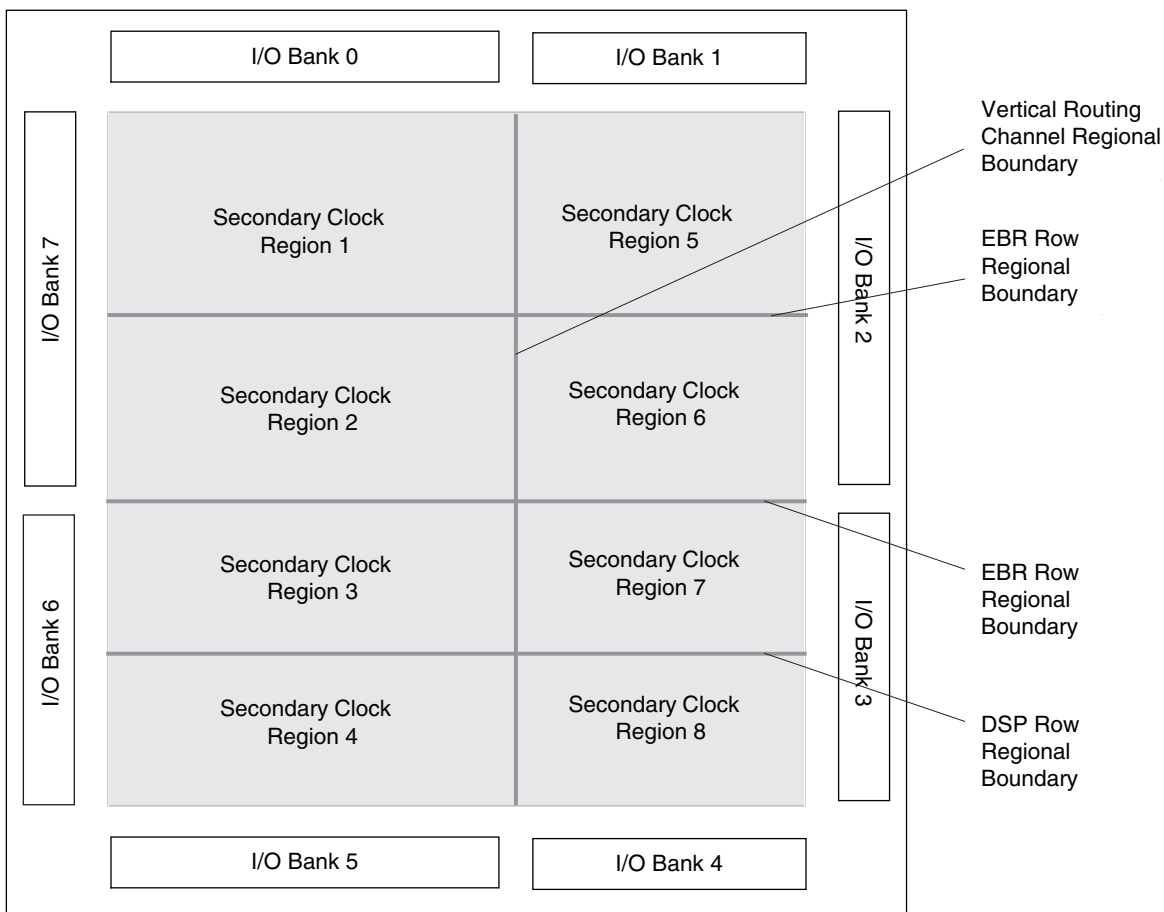 I/O Bank 0
I/O Bank 1
Vertical Routing
Channel Regional
Boundary
I/O Bank 7
Secondary Clock
Region 1
Secondary Clock
Region 5
I/O Bank 2
EBR Row
Regional
Boundary
Secondary Clock
Region 2
Secondary Clock
Region 6
I/O Bank 6
Secondary Clock
Region 3
Secondary Clock
Region 7
I/O Bank 3
EBR Row
Regional
Boundary
Secondary Clock
Region 4
Secondary Clock
Region 8
DSP Row
Regional
Boundary
I/O Bank 5
I/O Bank 4